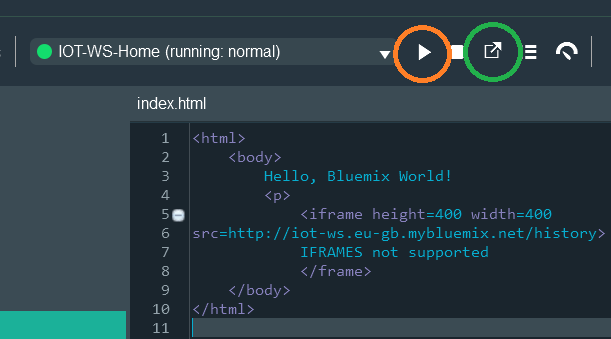 IOT-WS-Home (running: normal)
index.html
1 <html>
2 <body>
3 Hello, Bluemix World!
4 <p>
5 <iframe height=400 width=400
6 src=http://iot-ws.eu-gb.mybluemix.net/history>
7 IFRAMES not supported
8 </frame>
9 </body>
10 </html>
11